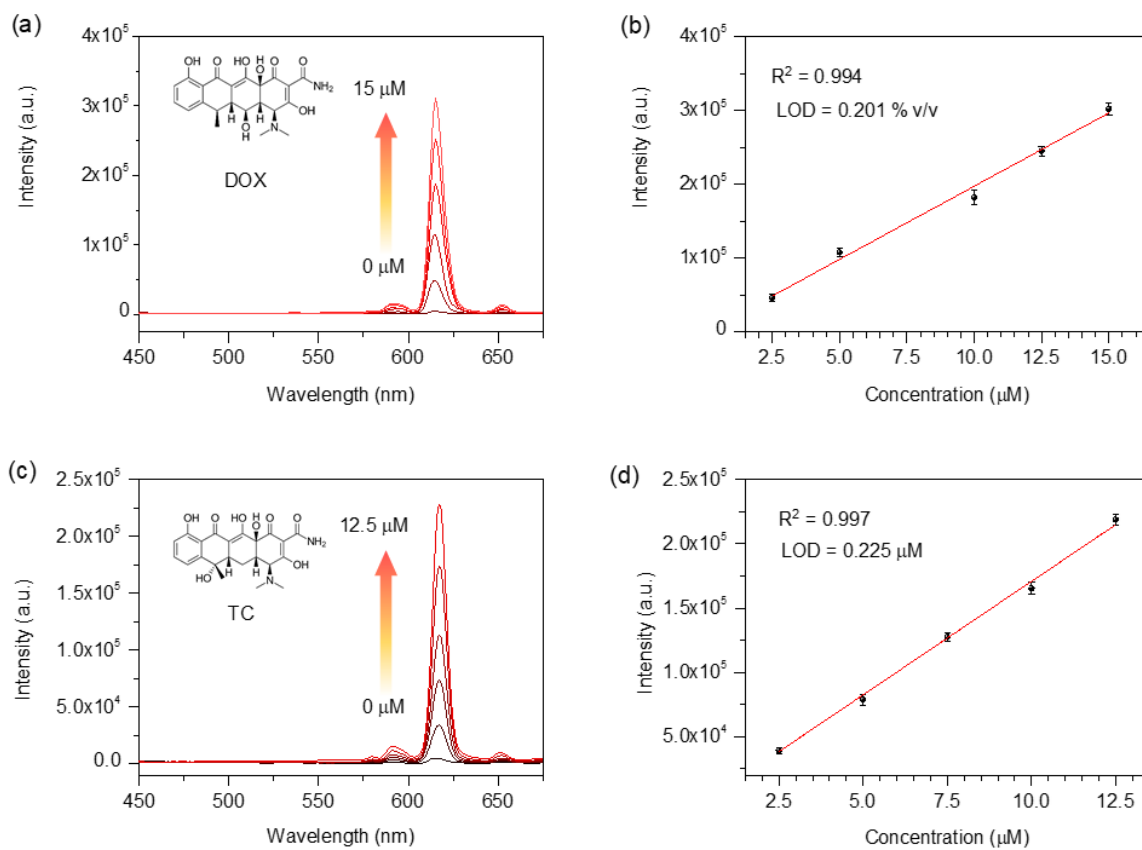 (a)
4x10⁵
3x10⁵
2x10⁵
1x10⁵
0
Intensity (a.u.)
OH O HO O H O O
NH₂
OH
H H
HO N
DOX
15 μM
0 μM
450 500 550 600 650
Wavelength (nm)
(b)
4x10⁵
3x10⁵
2x10⁵
1x10⁵
0
Intensity (a.u.)
R² = 0.994
LOD = 0.201 % v/v
2.5 5.0 7.5 10.0 12.5 15.0
Concentration (μM)
(c)
2.5x10⁵
2.0x10⁵
1.5x10⁵
1.0x10⁵
5.0x10⁴
0.0
Intensity (a.u.)
OH O HO O H O O
NH₂
OH
HO H H N
TC
12.5 μM
0 μM
450 500 550 600 650
Wavelength (nm)
(d)
2.5x10⁵
2.0x10⁵
1.5x10⁵
1.0x10⁵
5.0x10⁴
Intensity (a.u.)
R² = 0.997
LOD = 0.225 μM
2.5 5.0 7.5 10.0 12.5
Concentration (μM)